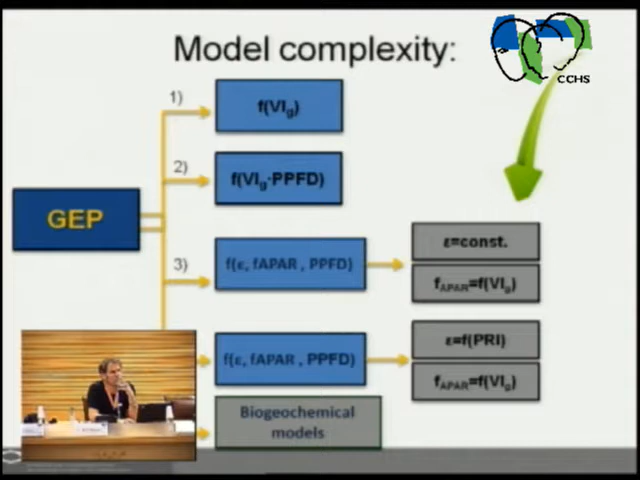 Model complexity:
CCHS
1)
f(VIg)
2)
f(VIg·PPFD)
GEP
3)
f(ε, fAPAR , PPFD)
ε=const.
fAPAR=f(VIg)
f(ε, fAPAR , PPFD)
ε=f(PRI)
fAPAR=f(VIg)
Biogeochemical
models